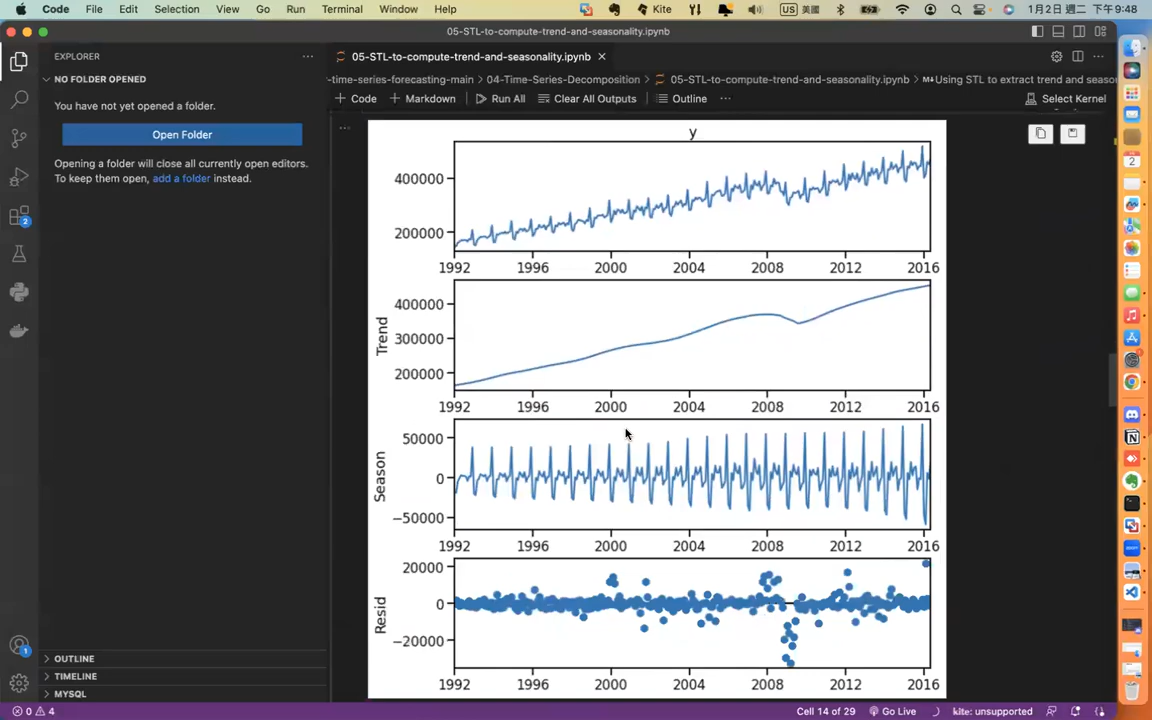 Code File Edit Selection View Go Run Terminal Window Help Kite US 美國 1月2日 週二 下午9:48
05-STL-to-compute-trend-and-seasonality.ipynb
EXPLORER
05-STL-to-compute-trend-and-seasonality.ipynb
NO FOLDER OPENED
-time-series-forecasting-main > 04-Time-Series-Decomposition > 05-STL-to-compute-trend-and-seasonality.ipynb > M↓Using STL to extract trend and seaso
You have not yet opened a folder.
+ Code + Markdown Run All Clear All Outputs Outline ... Select Kernel
Open Folder
Opening a folder will close all currently open editors.
To keep them open, add a folder instead.
y
400000
200000
1992 1996 2000 2004 2008 2012 2016
Trend
400000
300000
200000
1992 1996 2000 2004 2008 2012 2016
Season
50000
0
−50000
1992 1996 2000 2004 2008 2012 2016
Resid
20000
0
−20000
1992 1996 2000 2004 2008 2012 2016
2
2
1
OUTLINE
TIMELINE
MYSQL
0 4 Cell 14 of 29 Go Live kite: unsupported